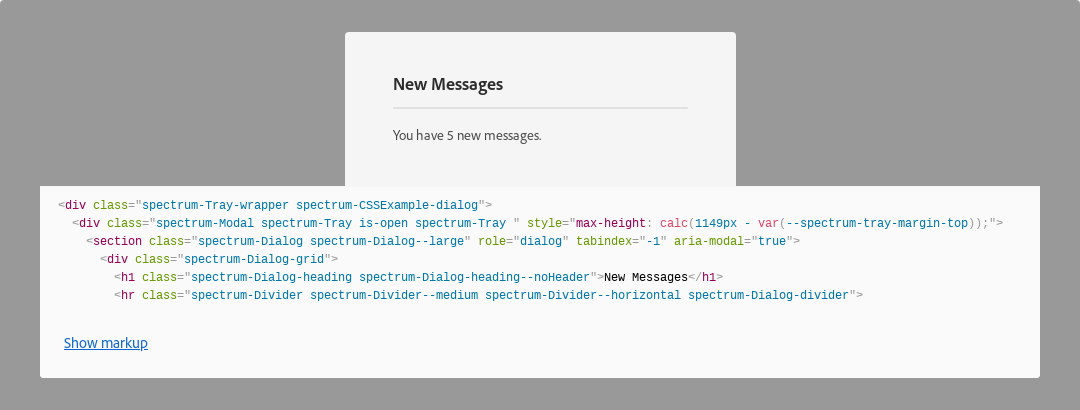 New Messages
You have 5 new messages.
<div class="spectrum-Tray-wrapper spectrum-CSSExample-dialog">
<div class="spectrum-Modal spectrum-Tray is-open spectrum-Tray " style="max-height: calc(1149px - var(--spectrum-tray-margin-top));">
<section class="spectrum-Dialog spectrum-Dialog--large" role="dialog" tabindex="-1" aria-modal="true">
<div class="spectrum-Dialog-grid">
<h1 class="spectrum-Dialog-heading spectrum-Dialog-heading--noHeader">New Messages</h1>
<hr class="spectrum-Divider spectrum-Divider--medium spectrum-Divider--horizontal spectrum-Dialog-divider">
Show markup